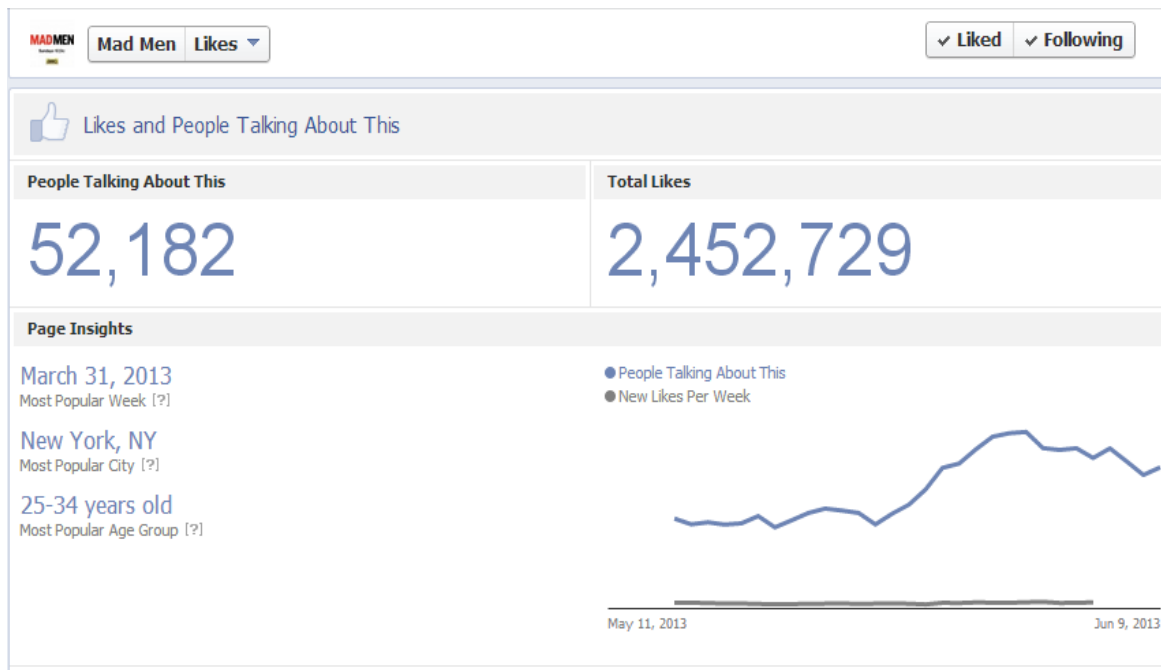 MADMEN
Mad Men Likes
Liked Following
Likes and People Talking About This
People Talking About This
52,182
Total Likes
2,452,729
Page Insights
March 31, 2013
Most Popular Week [?]
New York, NY
Most Popular City [?]
25-34 years old
Most Popular Age Group [?]
People Talking About This
New Likes Per Week
May 11, 2013
Jun 9, 2013